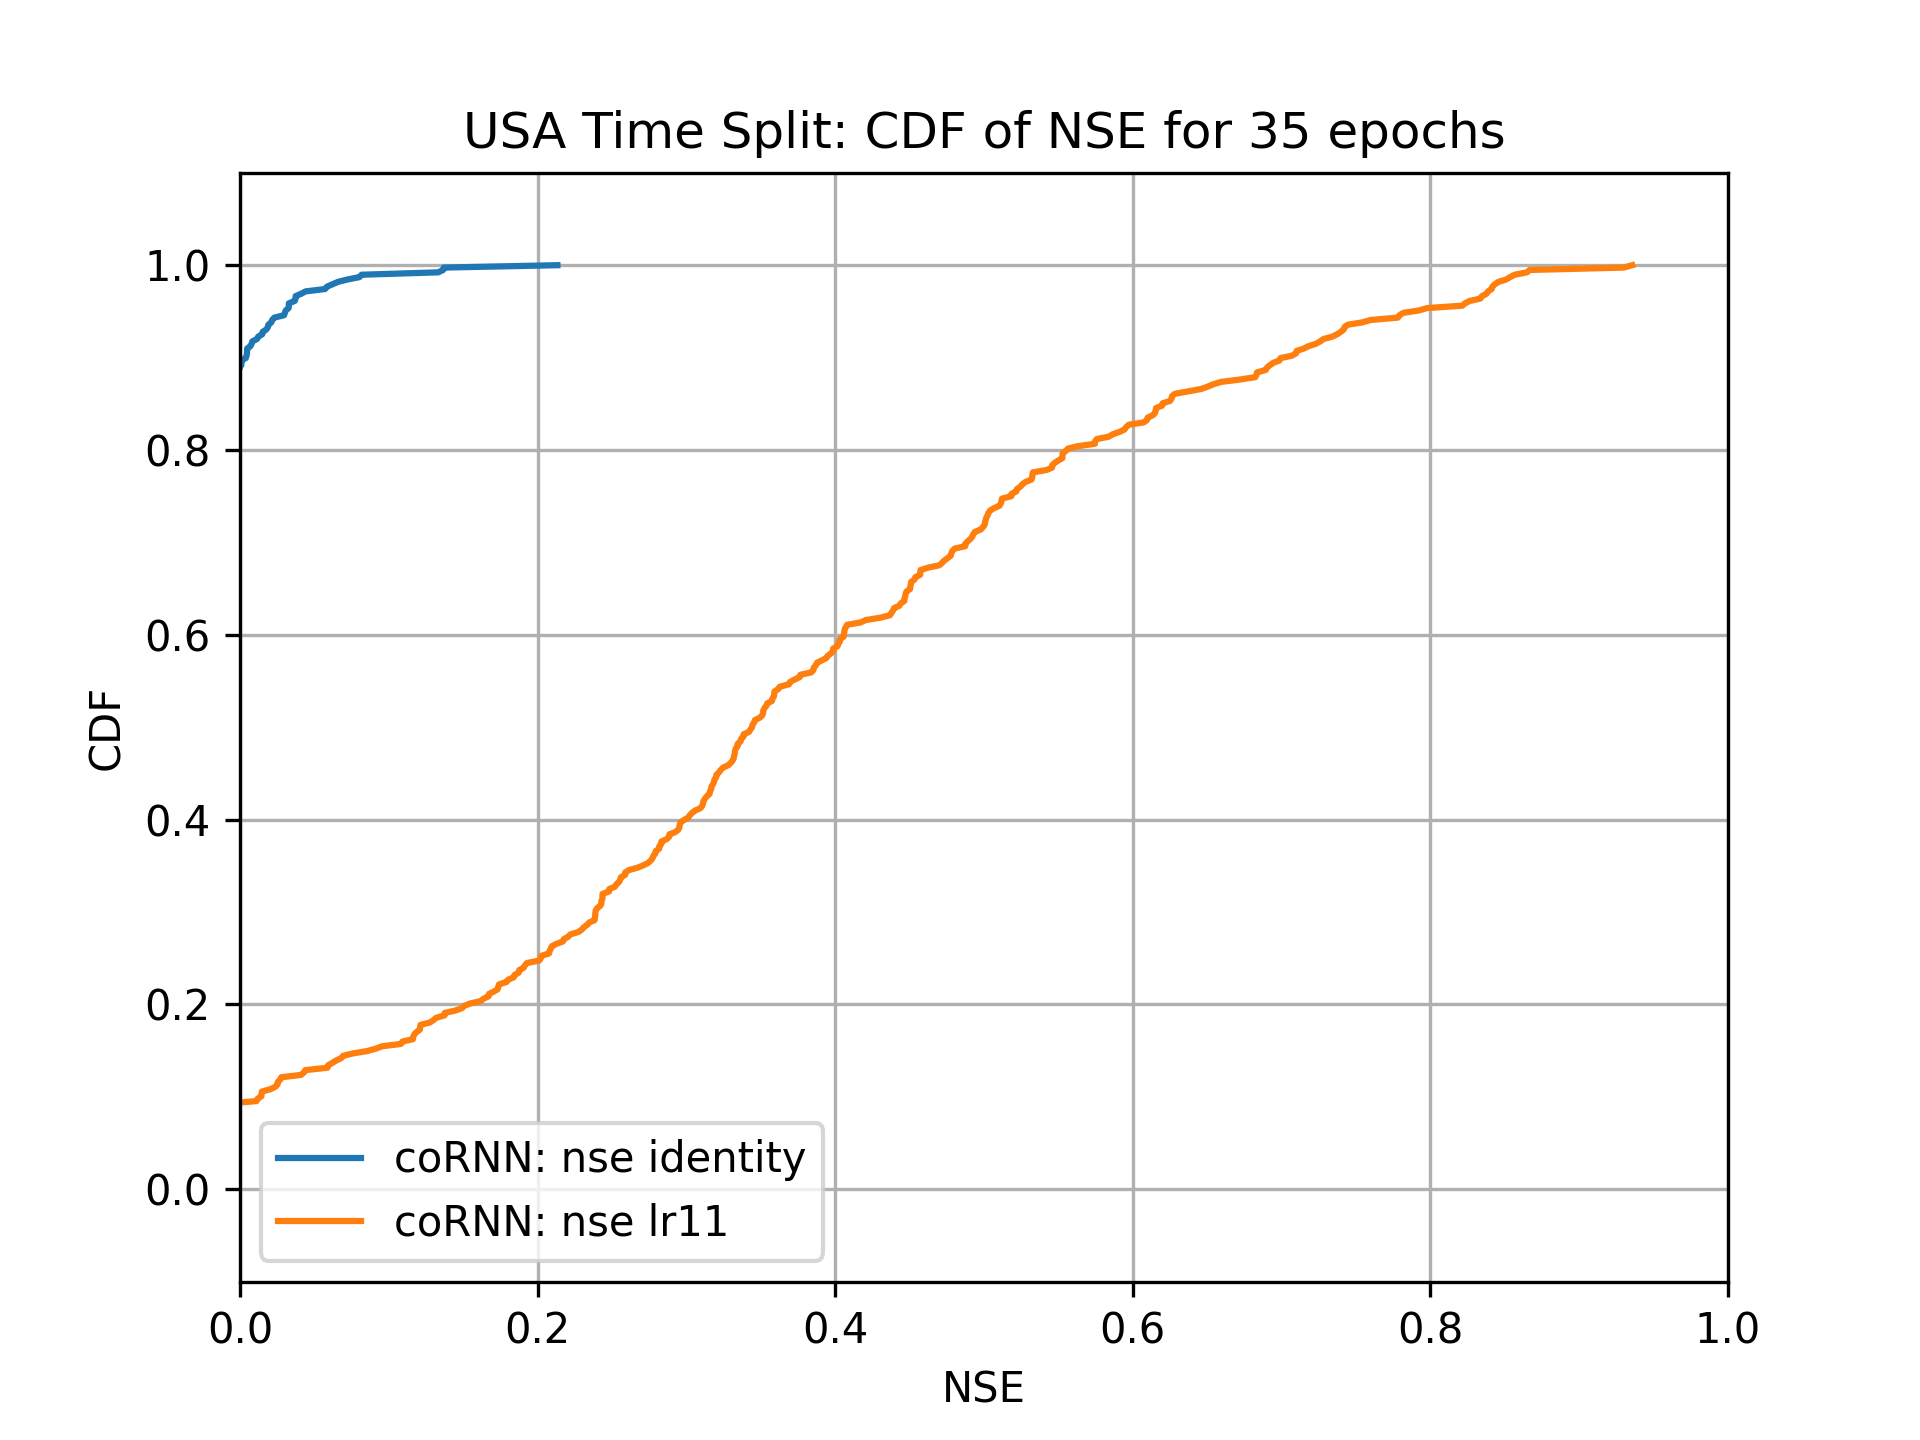 USA Time Split: CDF of NSE for 35 epochs
1.0
0.8
0.6
0.4
0.2
0.0
CDF
coRNN: nse identity
coRNN: nse lr11
0.0 0.2 0.4 0.6 0.8 1.0
NSE